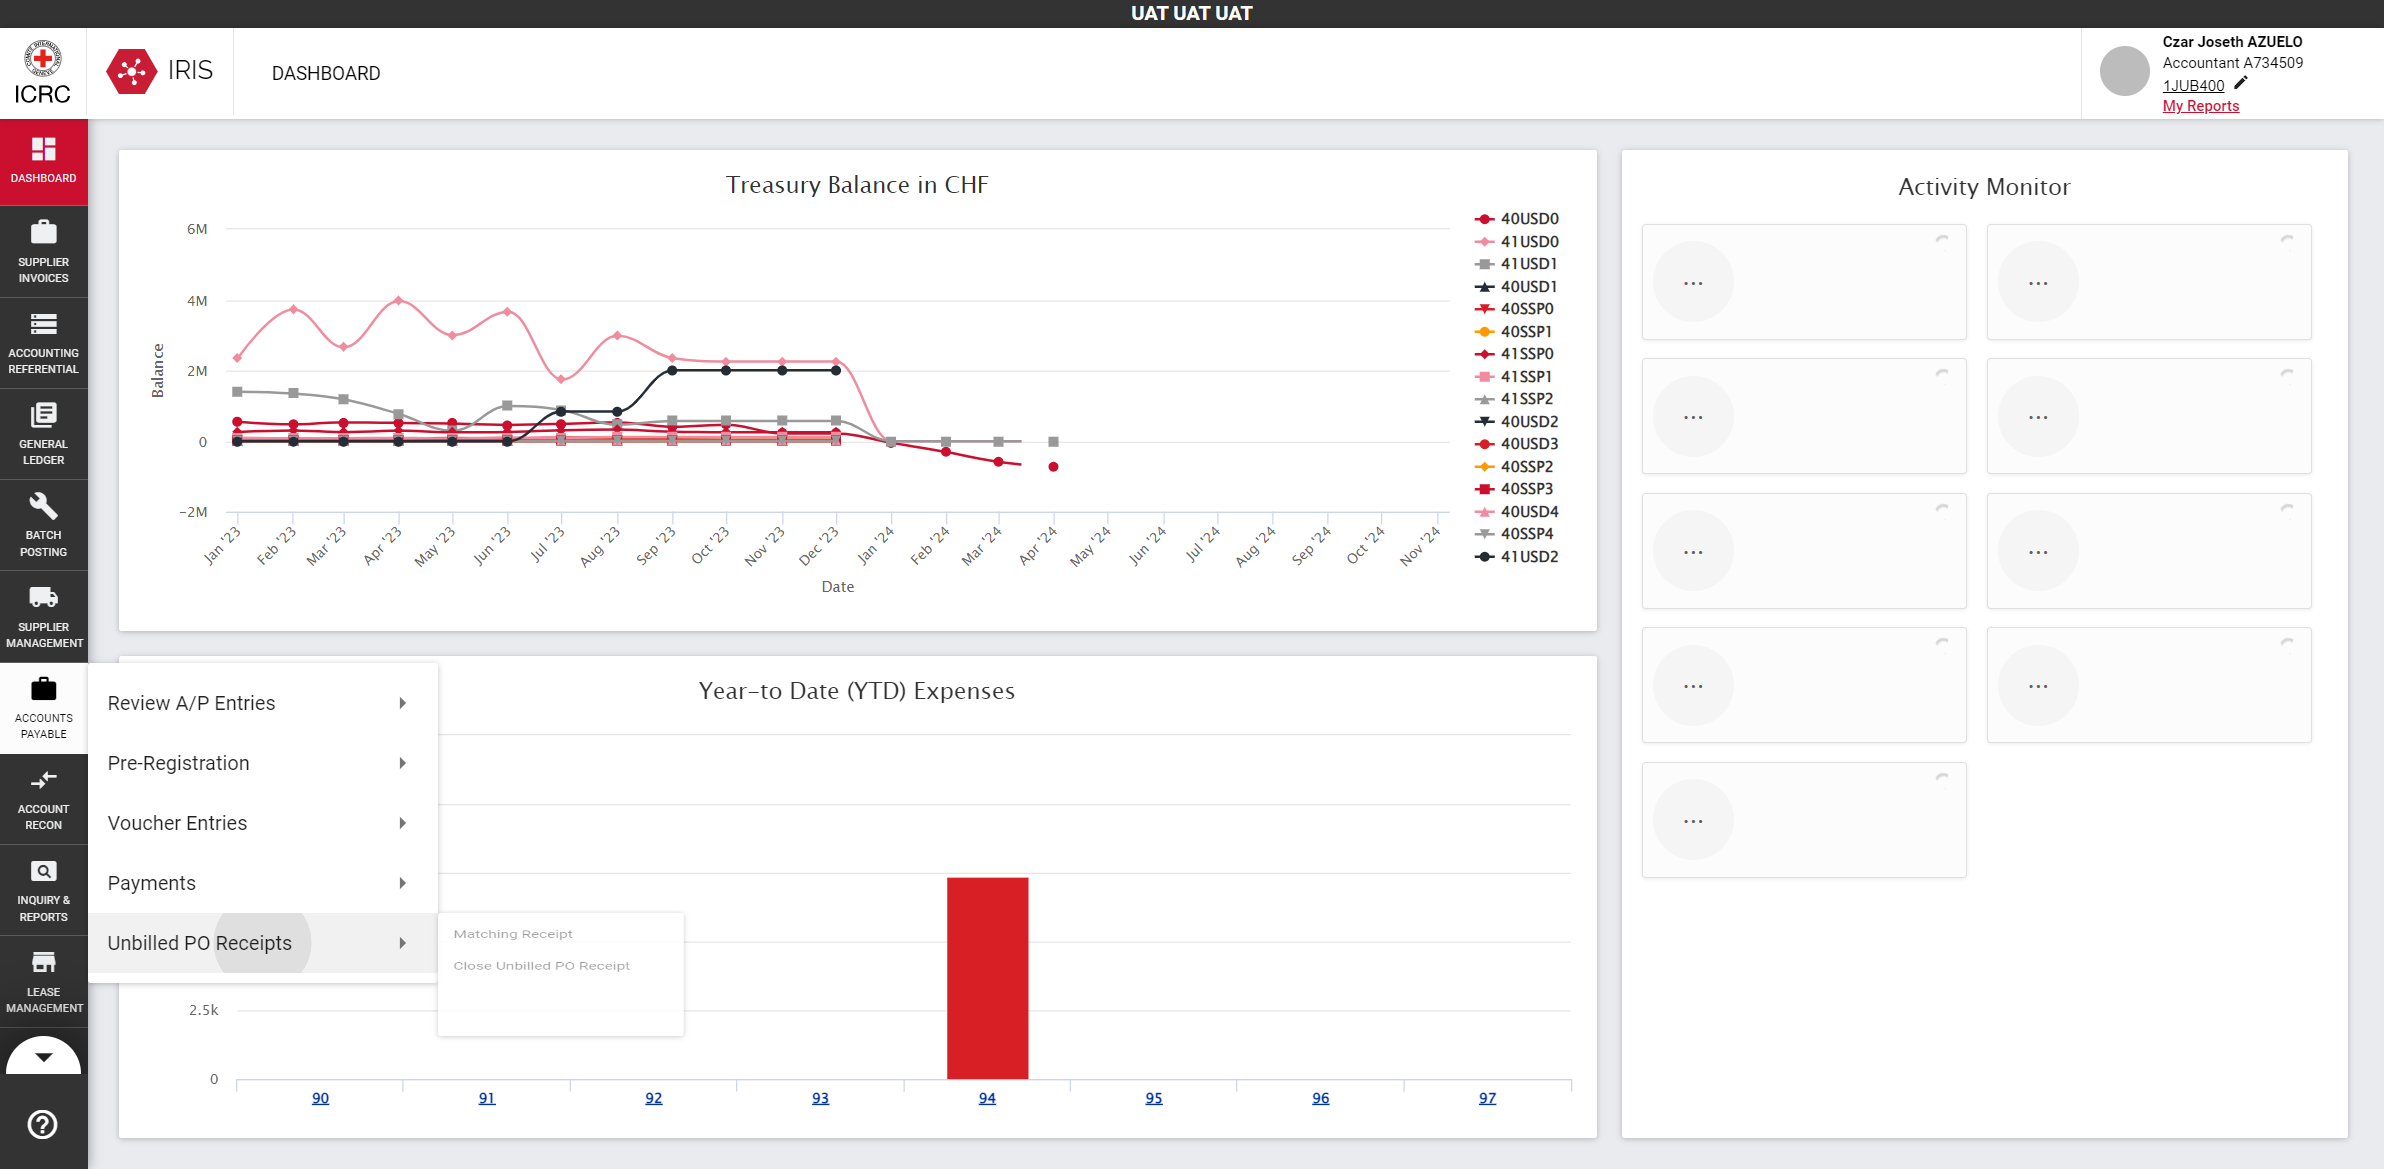 UAT UAT UAT
ICRC
IRIS
DASHBOARD
Czar Joseth AZUELO
Accountant A734509
1JUB400
My Reports
DASHBOARD
SUPPLIER
INVOICES
ACCOUNTING
REFERENTIAL
GENERAL
LEDGER
BATCH
POSTING
SUPPLIER
MANAGEMENT
ACCOUNTS
PAYABLE
ACCOUNT
RECON
INQUIRY &
REPORTS
LEASE
MANAGEMENT
Treasury Balance in CHF
Balance
6M
4M
2M
0
-2M
Jan '23
Feb '23
Mar '23
Apr '23
May '23
Jun '23
Jul '23
Aug '23
Sep '23
Oct '23
Nov '23
Dec '23
Jan '24
Feb '24
Mar '24
Apr '24
May '24
Jun '24
Jul '24
Aug '24
Sep '24
Oct '24
Nov '24
Date
40USD0
41USD0
41USD1
40USD1
40SSP0
40SSP1
41SSP0
41SSP1
41SSP2
40USD2
40USD3
40SSP2
40SSP3
40USD4
40SSP4
41USD2
Review A/P Entries
Pre-Registration
Voucher Entries
Payments
Unbilled PO Receipts
Matching Receipt
Close Unbilled PO Receipt
Year-to Date (YTD) Expenses
2.5k
0
90
91
92
93
94
95
96
97
Activity Monitor
...
...
...
...
...
...
...
...
...